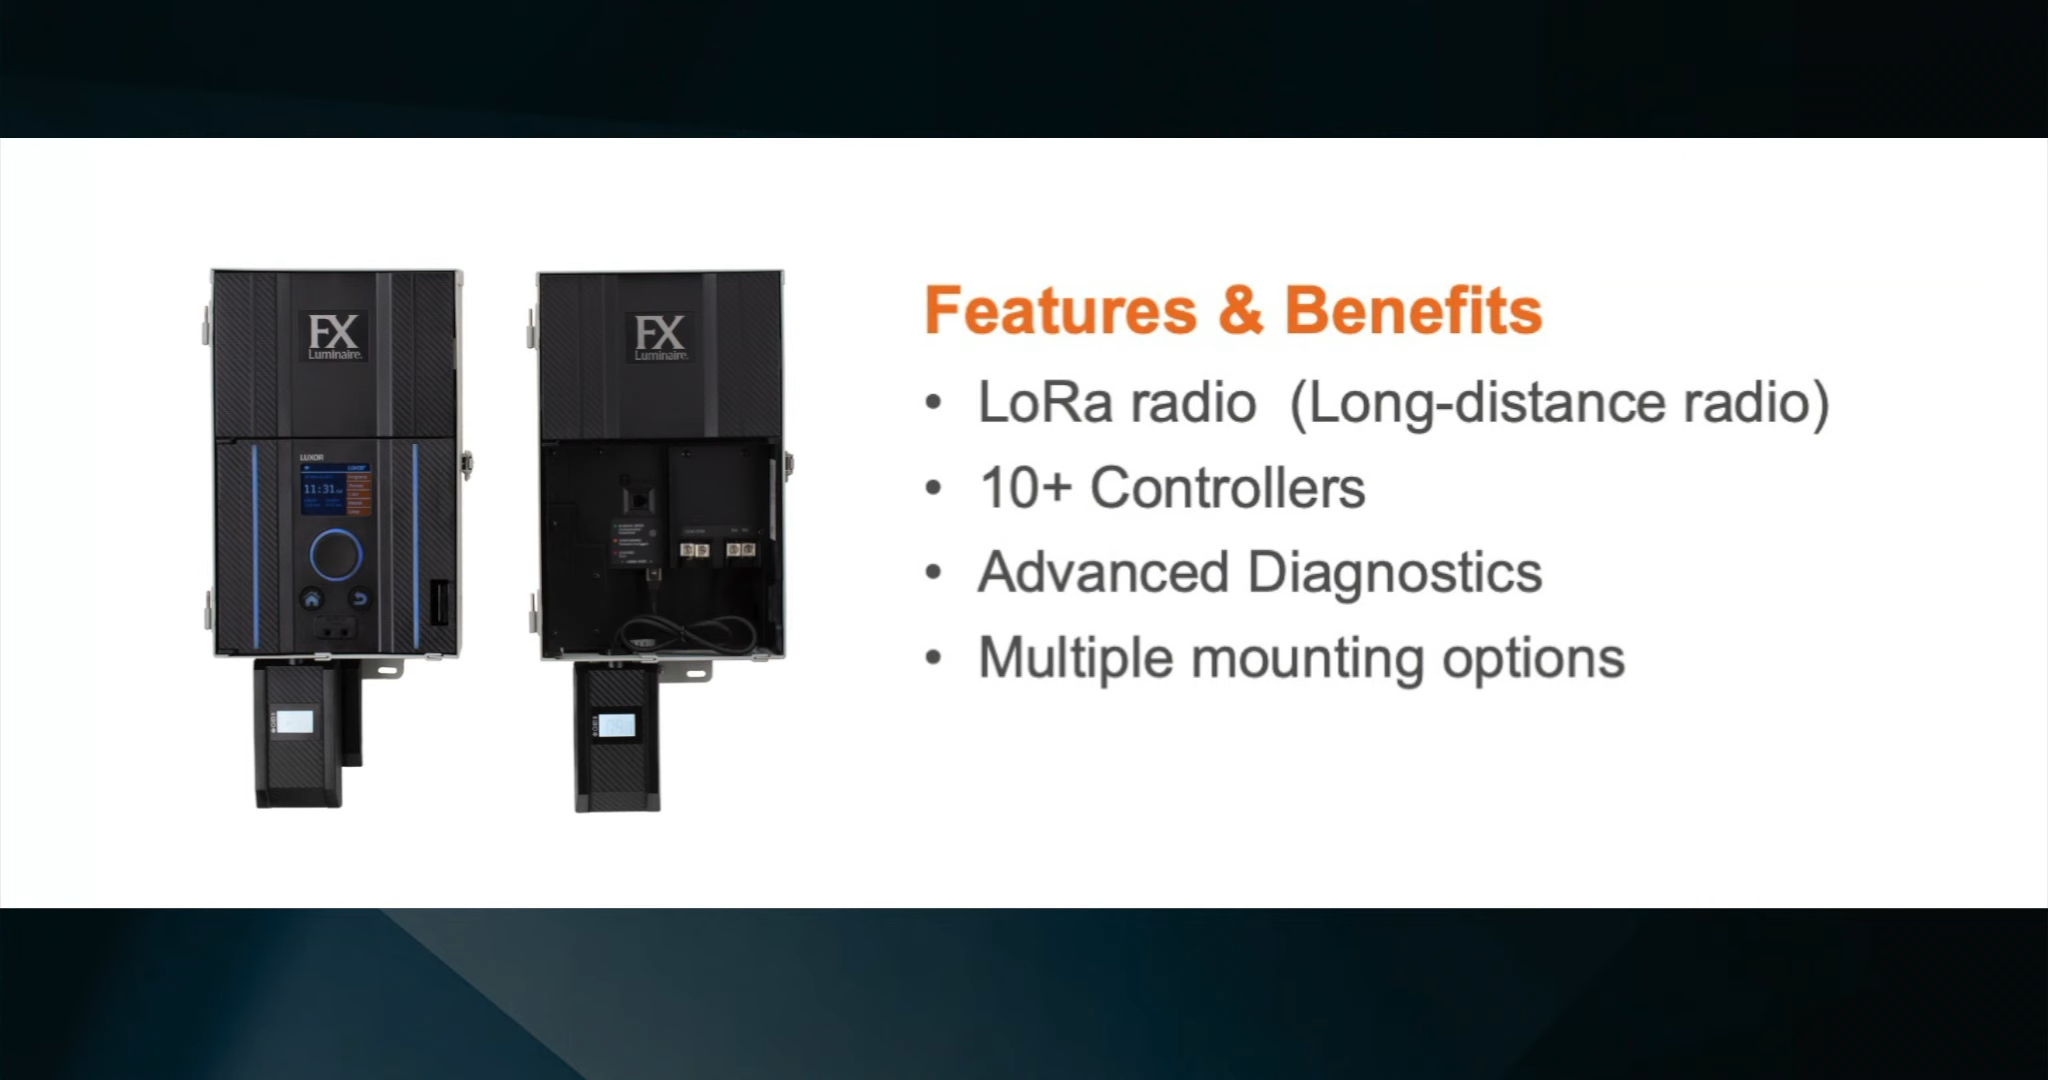 FX
Luminaire.
LUXOR
11:31
FX
Luminaire.
Features & Benefits
• LoRa radio (Long-distance radio)
• 10+ Controllers
• Advanced Diagnostics
• Multiple mounting options